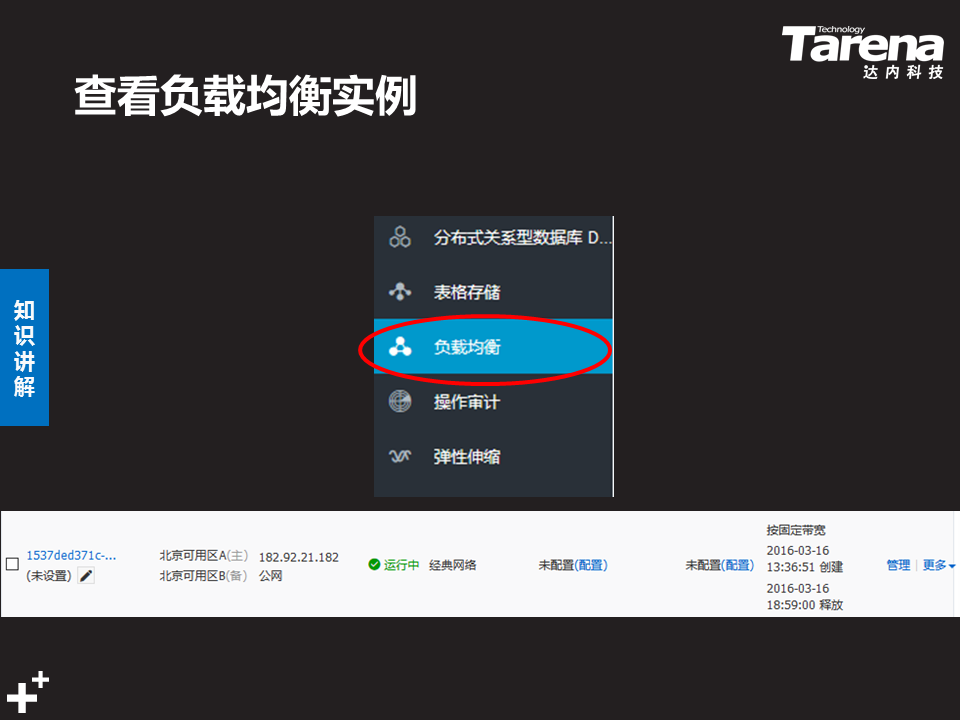 Technology
Tarena
达内科技
查看负载均衡实例
知识讲解
分布式关系型数据库 D...
表格存储
负载均衡
操作审计
弹性伸缩
1537ded371c-...
(未设置)
北京可用区A(主)
北京可用区B(备)
182.92.21.182
公网
运行中
经典网络
未配置(配置)
未配置(配置)
按固定带宽
2016-03-16
13:36:51 创建
2016-03-16
18:59:00 释放
管理 | 更多